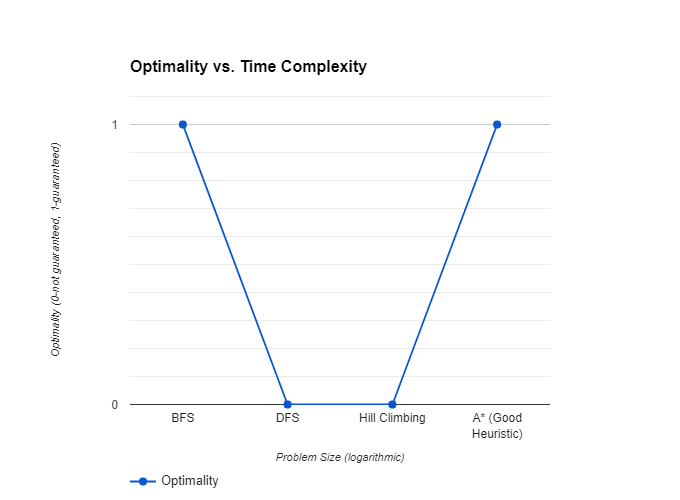 Optimality vs. Time Complexity
Optimality (0-not guaranteed, 1-guaranteed)
1
0
BFS
DFS
Hill Climbing
A* (Good
Heuristic)
Problem Size (logarithmic)
Optimality